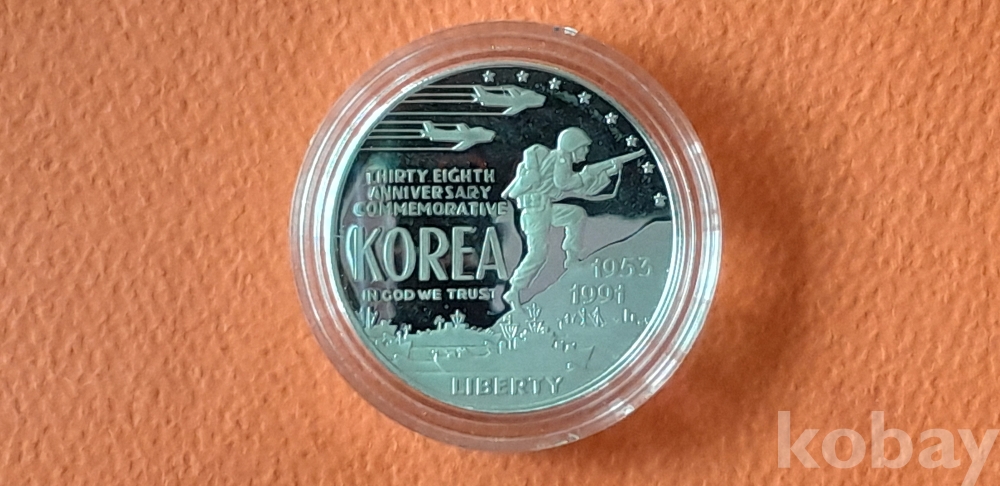 THIRTY EIGHTH
ANNIVERSARY
COMMEMORATIVE
KOREA
IN GOD WE TRUST
1953
1991
LIBERTY
kobay